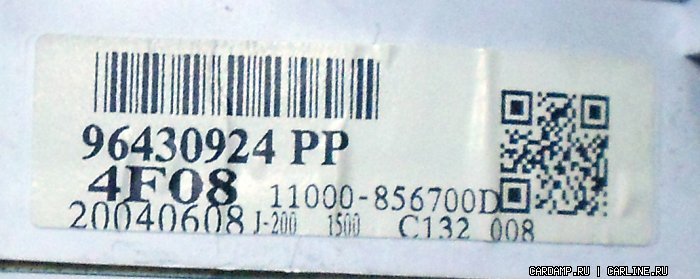 96430924 PP
4F08 11000-856700D
20040608 J-200 1500 C132 008
CARDAMP.RU | CARLINE.RU